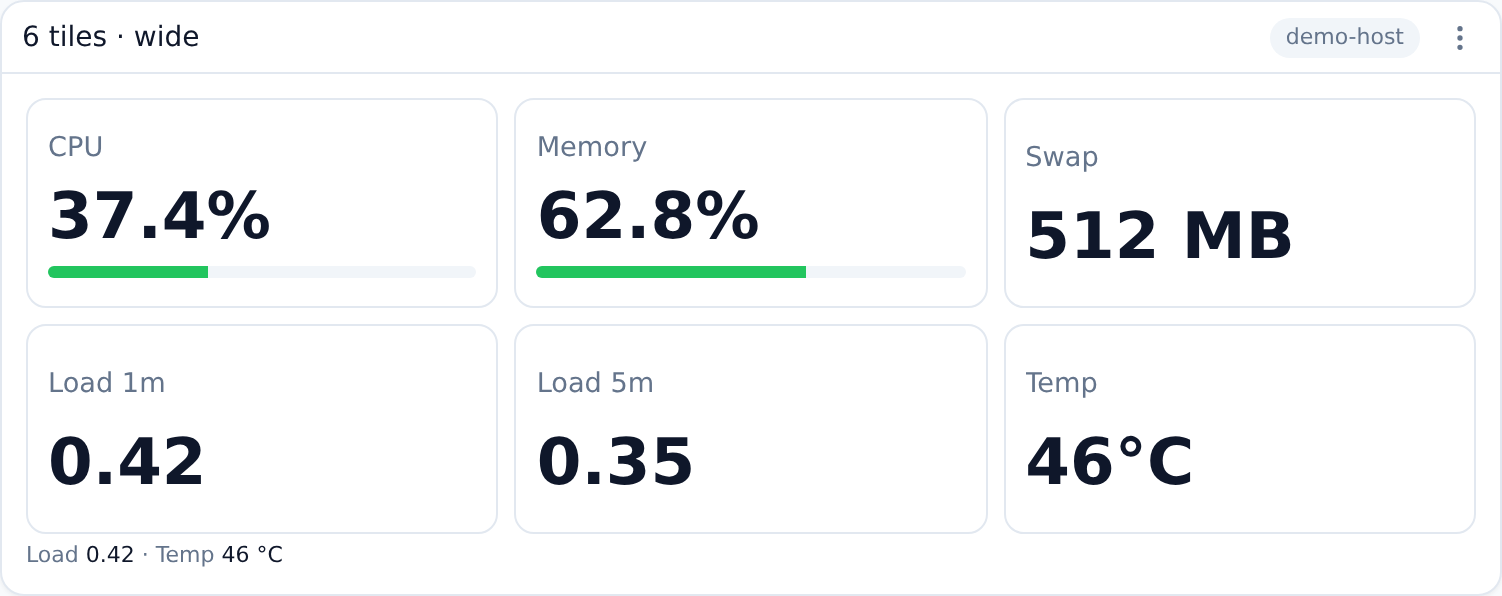 6 tiles · wide
demo-host
CPU
37.4%
Memory
62.8%
Swap
512 MB
Load 1m
0.42
Load 5m
0.35
Temp
46°C
Load 0.42 · Temp 46 °C